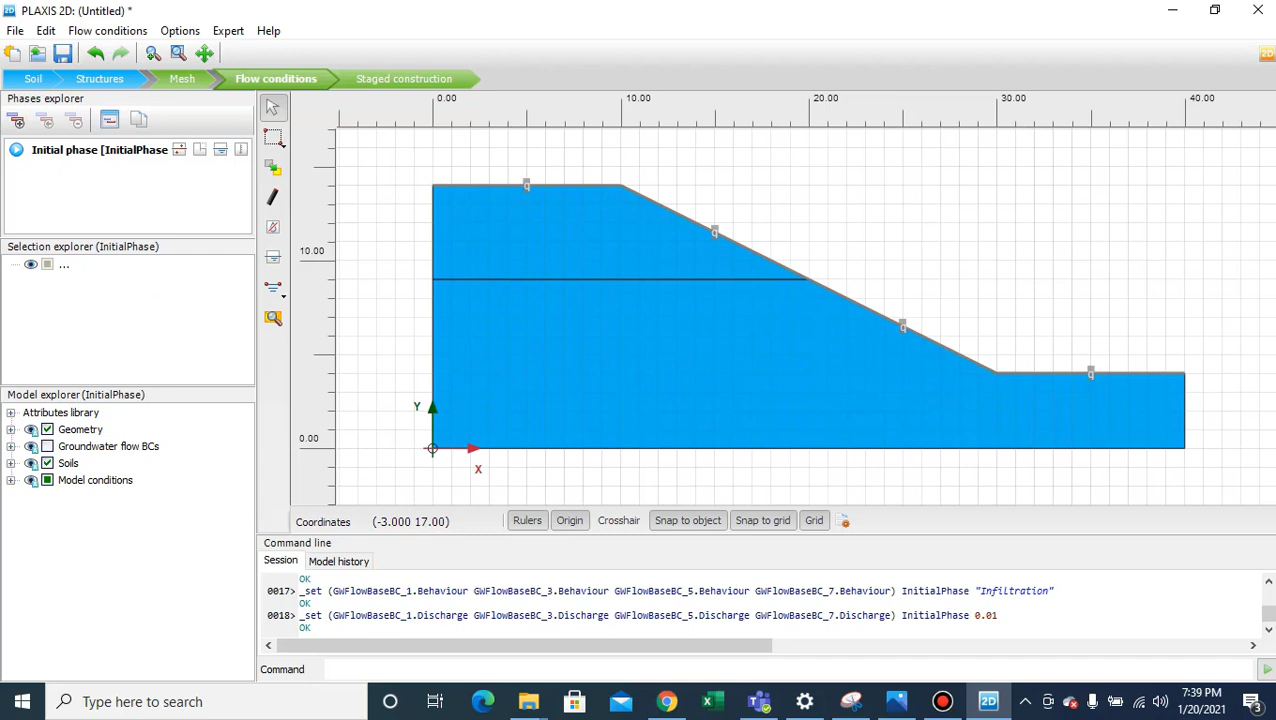 PLAXIS 2D: (Untitled) *
File Edit Flow conditions Options Expert Help
2D
Soil Structures Mesh Flow conditions Staged construction
Phases explorer
Initial phase [InitialPhase
Selection explorer (InitialPhase)
...
Model explorer (InitialPhase)
Attributes library
Geometry
Groundwater flow BCs
Soils
Model conditions
0.00 10.00 20.00 30.00 40.00
10.00
0.00
q
q
q
q
Y
X
Coordinates (-3.000 17.00) Rulers Origin Crosshair Snap to object Snap to grid Grid
Command line
Session Model history
OK
0017> _set (GWFlowBaseBC_1.Behaviour GWFlowBaseBC_3.Behaviour GWFlowBaseBC_5.Behaviour GWFlowBaseBC_7.Behaviour) InitialPhase "Infiltration"
OK
0018> _set (GWFlowBaseBC_1.Discharge GWFlowBaseBC_3.Discharge GWFlowBaseBC_5.Discharge GWFlowBaseBC_7.Discharge) InitialPhase 0.01
OK
Command
Type here to search
2D
7:39 PM
1/20/2021
3